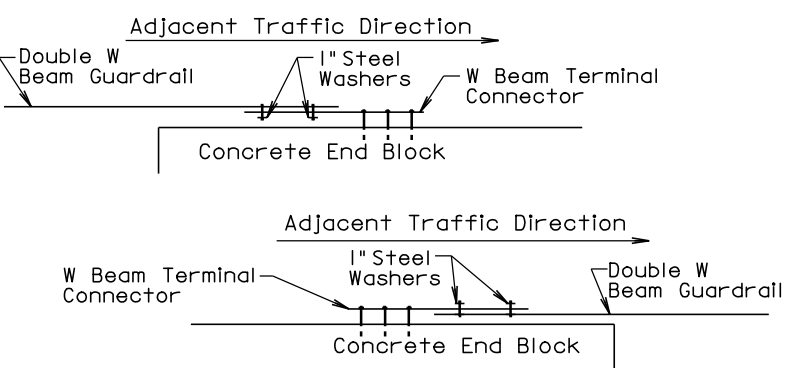 Adjacent Traffic Direction
Double W
Beam Guardrail
1" Steel
Washers
W Beam Terminal
Connector
Concrete End Block
Adjacent Traffic Direction
W Beam Terminal
Connector
1" Steel
Washers
Double W
Beam Guardrail
Concrete End Block